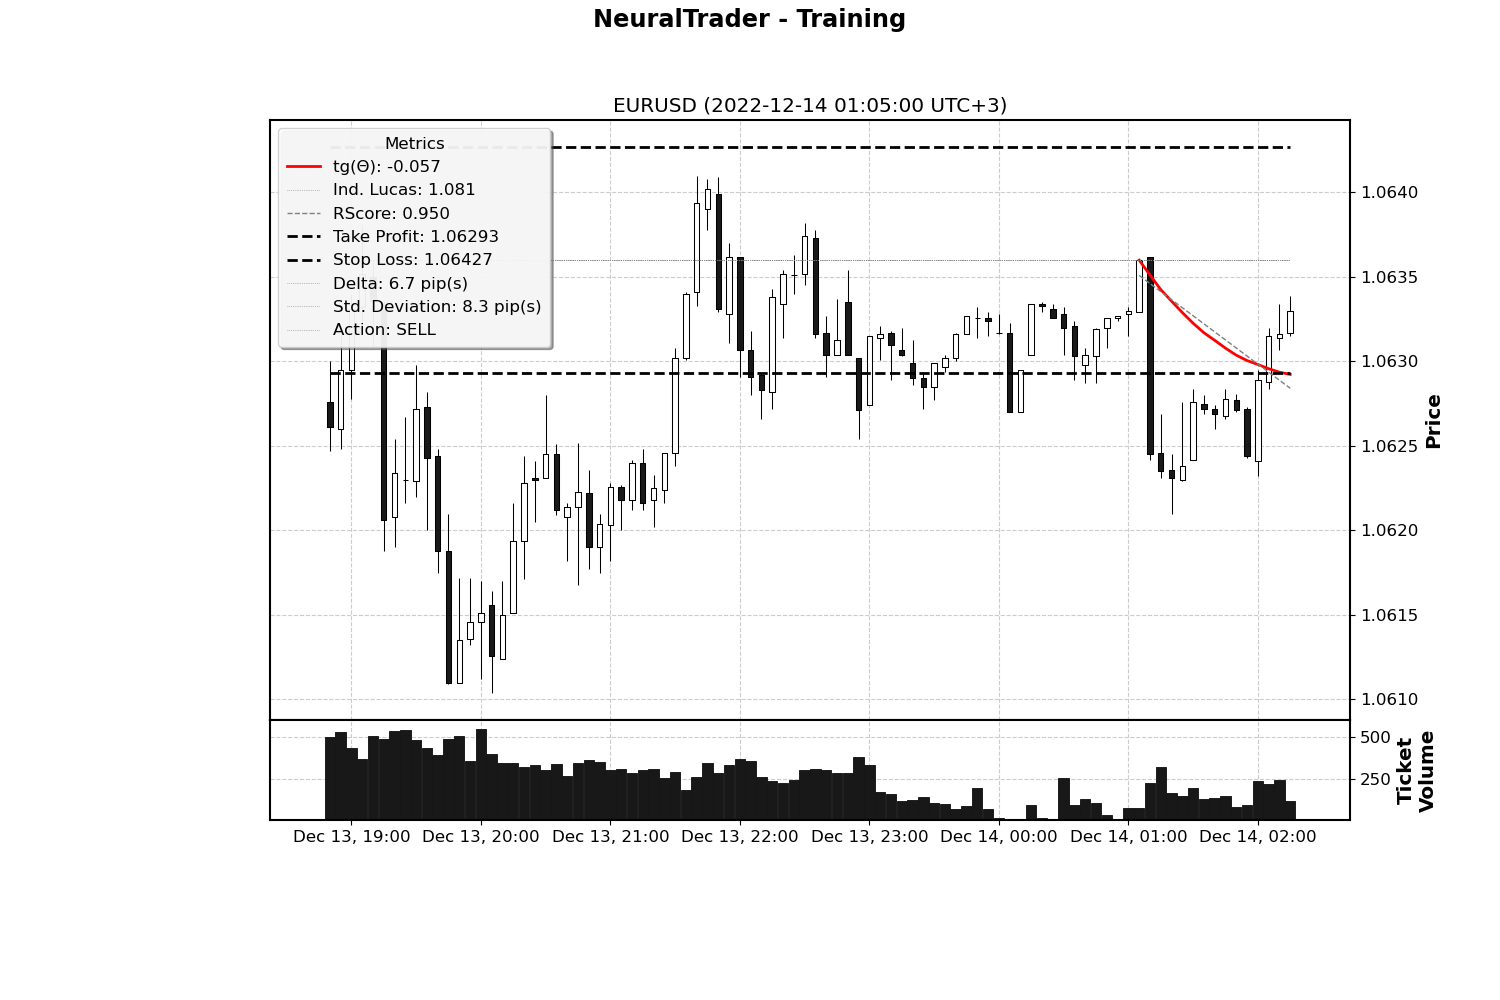 NeuralTrader - Training
EURUSD (2022-12-14 01:05:00 UTC+3)
Metrics
tg(Θ): -0.057
Ind. Lucas: 1.081
RScore: 0.950
Take Profit: 1.06293
Stop Loss: 1.06427
Delta: 6.7 pip(s)
Std. Deviation: 8.3 pip(s)
Action: SELL
1.0640
1.0635
1.0630
1.0625
1.0620
1.0615
1.0610
Price
500
250
Ticket
Volume
Dec 13, 19:00 Dec 13, 20:00 Dec 13, 21:00 Dec 13, 22:00 Dec 13, 23:00 Dec 14, 00:00 Dec 14, 01:00 Dec 14, 02:00